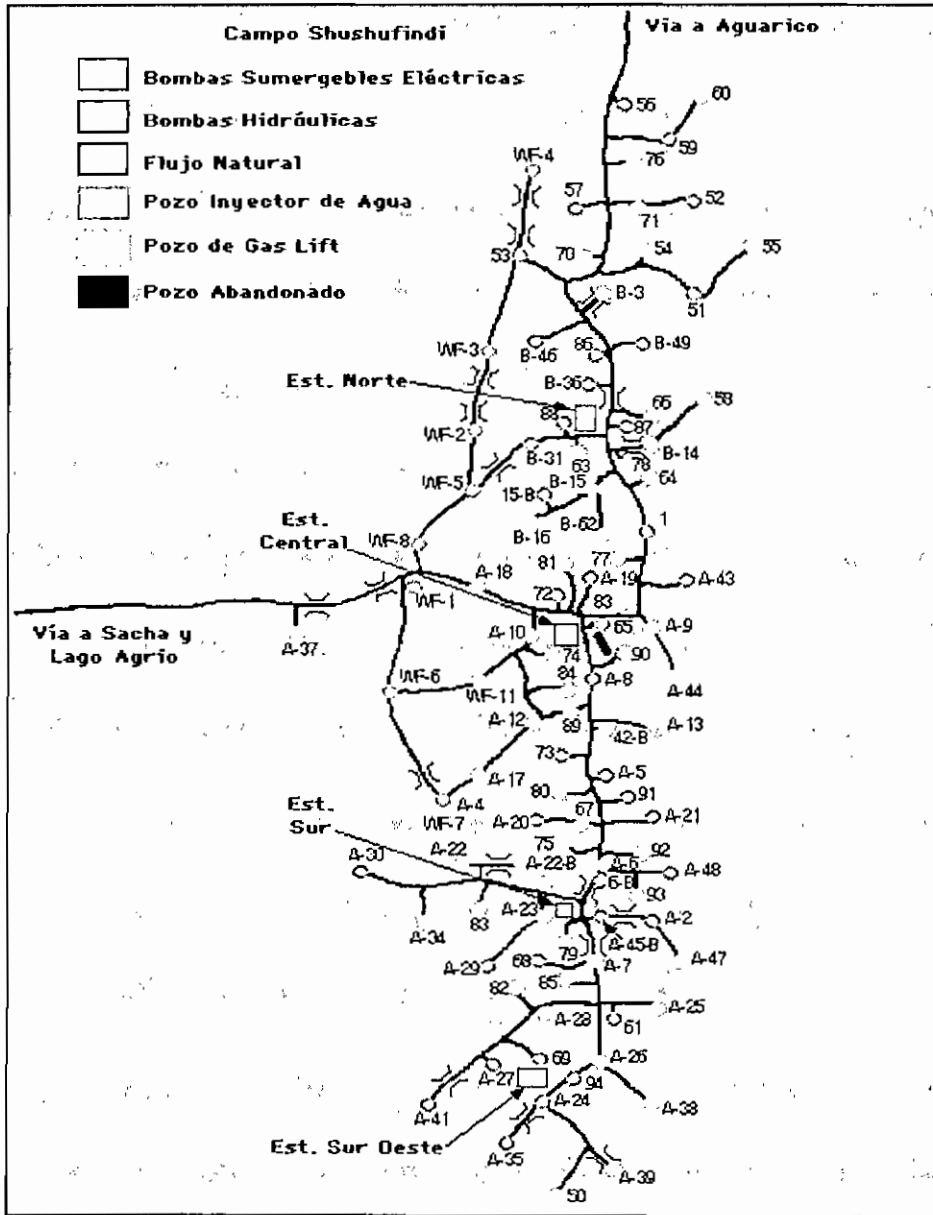 Campo Shushufindi
Vía a Aguarico
Bombas Sumergebles Eléctricas
Bombas Hidráulicas
Flujo Natural
Pozo Inyector de Agua
Pozo de Gas Lift
Pozo Abandonado
56
60
59
76
WF-4
57
52
71
53
70
54
55
51
B-3
WF-3
B-46
86
B-49
Est. Norte
B-36
58
66
88
87
WF-2
B-31
63
B-14
78
64
WF-5
B-15
15-B
B-16
B-62
1
Est.
Central
WF-8
81
77
A-18
A-19
A-43
72
83
WF-1
65
A-9
Vía a Sacha y
Lago Agrio
A-37
A-10
74
90
84
A-8
A-44
WF-6
WF-11
A-12
89
A-13
42-B
73
A-17
A-5
A-4
80
91
Est.
Sur
WF-7
A-20
67
A-21
75
92
A-30
A-22
A-22-B
A-6
A-48
6-B
93
83
A-23
A-2
A-34
79
A-45-B
A-29
68
A-7
A-47
82
85
A-25
A-28
61
69
A-26
A-27
94
A-41
A-24
A-38
Est. Sur Oeste
A-35
A-39
50